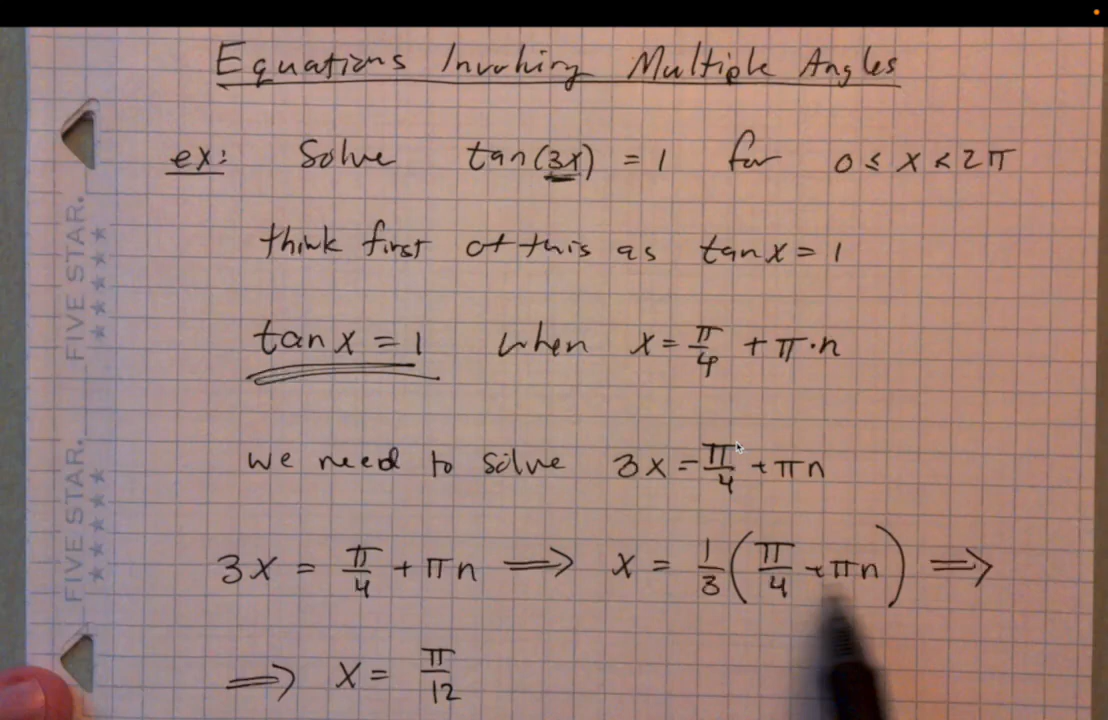 Equations Involving Multiple Angles
ex: Solve tan(3x) = 1 for 0 ≤ x < 2π
think first of this as tan x = 1
tan x = 1 when x = π/4 + π·n
we need to solve 3x = π/4 + πn
3x = π/4 + πn ⟹ x = 1/3 (π/4 + πn) ⟹
⟹ x = π/12
FIVE STAR.
FIVE STAR.